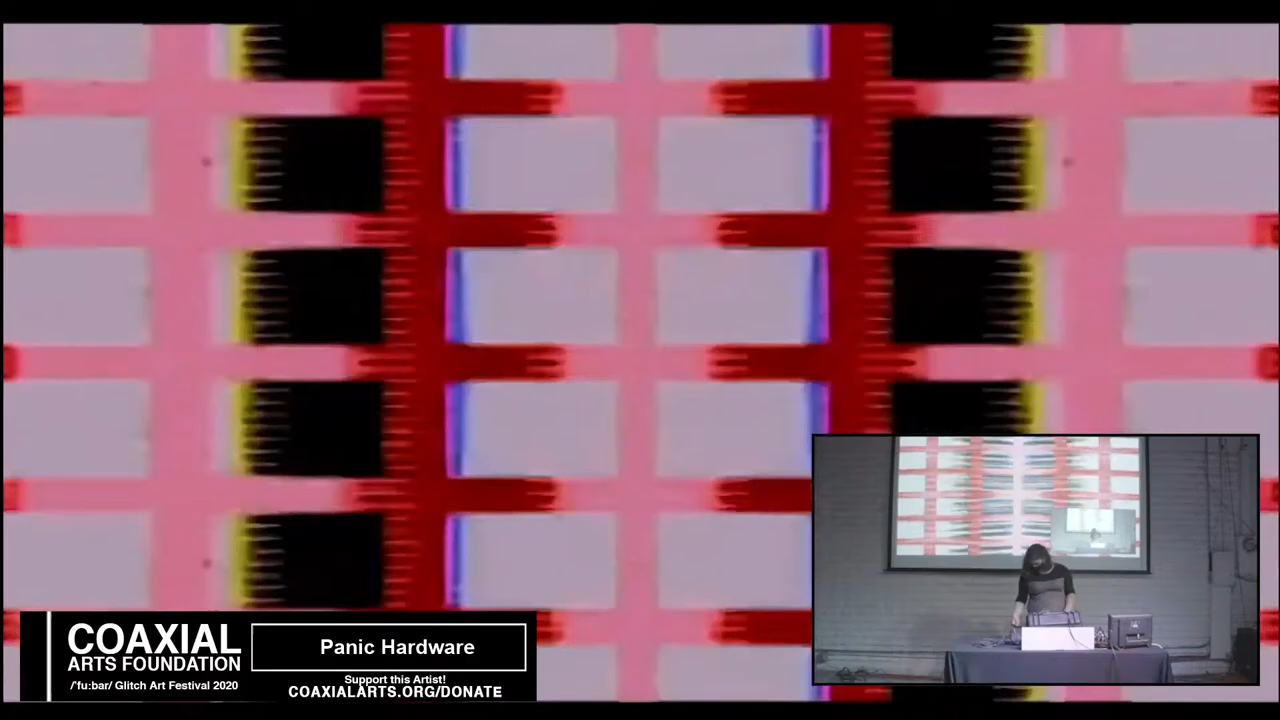 COAXIAL
ARTS FOUNDATION
/'fu:bar/ Glitch Art Festival 2020
Panic Hardware
Support this Artist!
COAXIALARTS.ORG/DONATE